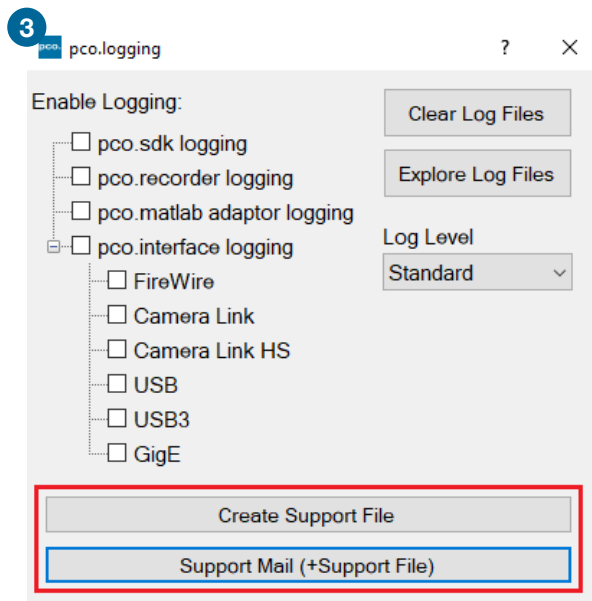 3
pco. pco.logging ? ×
Enable Logging:
Clear Log Files
pco.sdk logging
pco.recorder logging
Explore Log Files
pco.matlab adaptor logging
pco.interface logging
Log Level
Standard
FireWire
Camera Link
Camera Link HS
USB
USB3
GigE
Create Support File
Support Mail (+Support File)